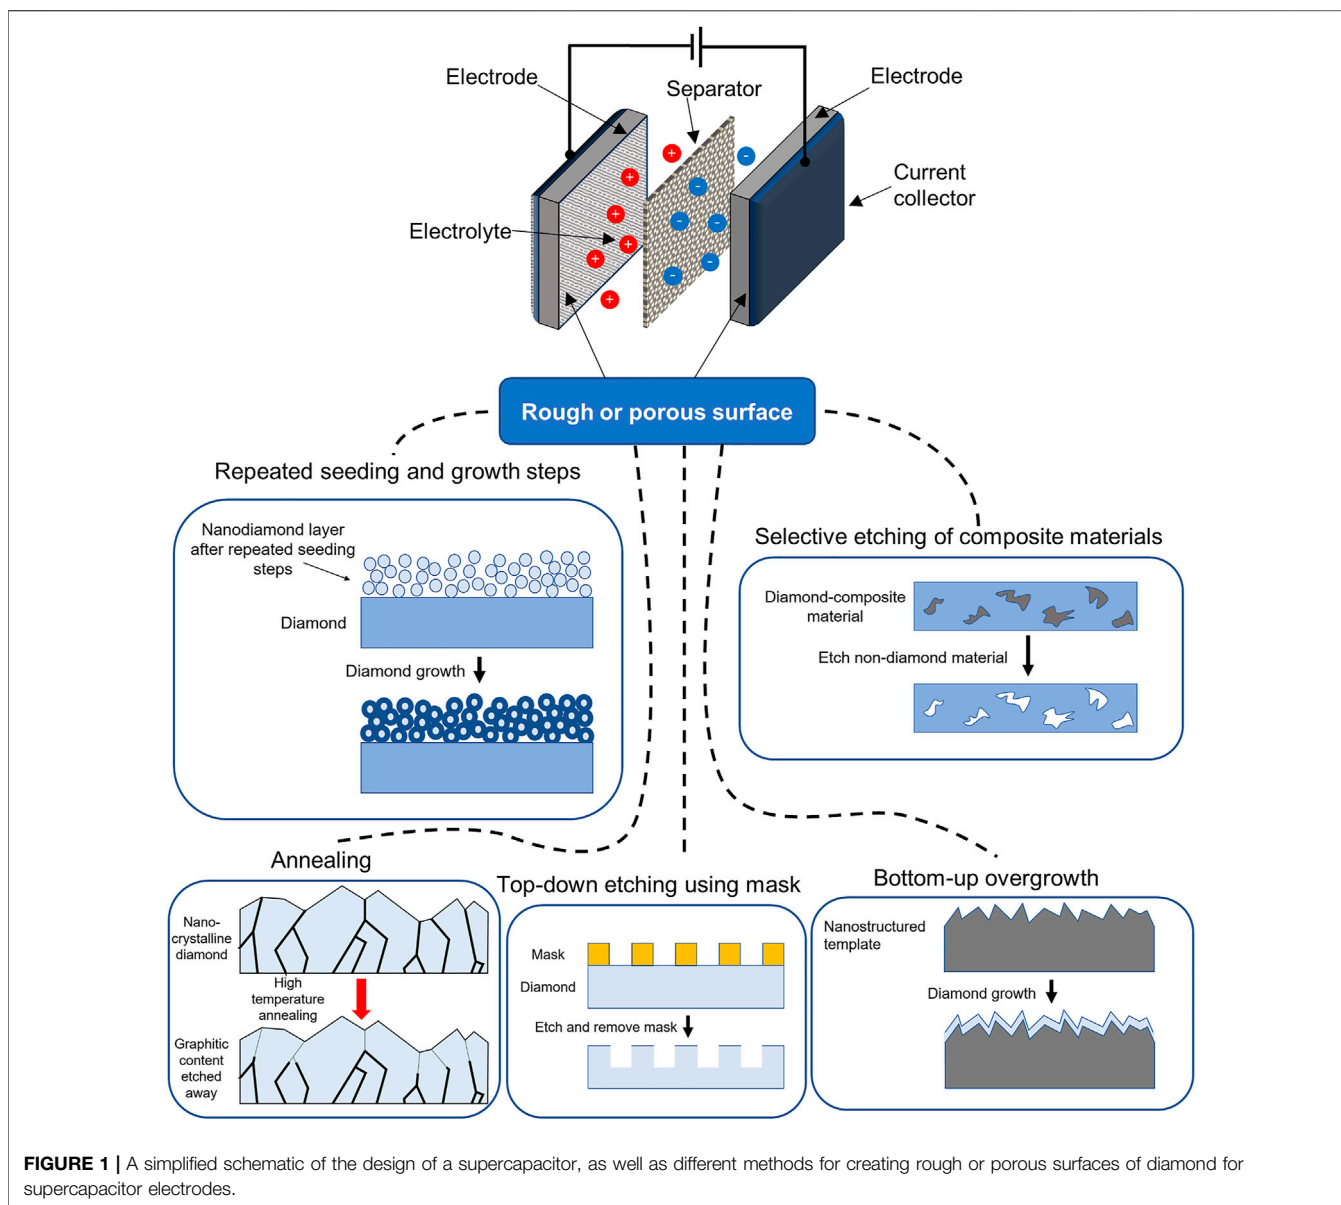 Electrode
Separator
Electrode
Current
collector
Electrolyte
Rough or porous surface
Repeated seeding and growth steps
Nanodiamond layer
after repeated seeding
steps
Diamond
Diamond growth
Selective etching of composite materials
Diamond-composite
material
Etch non-diamond material
Annealing
Nano-
crystalline
diamond
High
temperature
annealing
Graphitic
content
etched
away
Top-down etching using mask
Mask
Diamond
Etch and remove mask
Bottom-up overgrowth
Nanostructured
template
Diamond growth
FIGURE 1 | A simplified schematic of the design of a supercapacitor, as well as different methods for creating rough or porous surfaces of diamond for
supercapacitor electrodes.